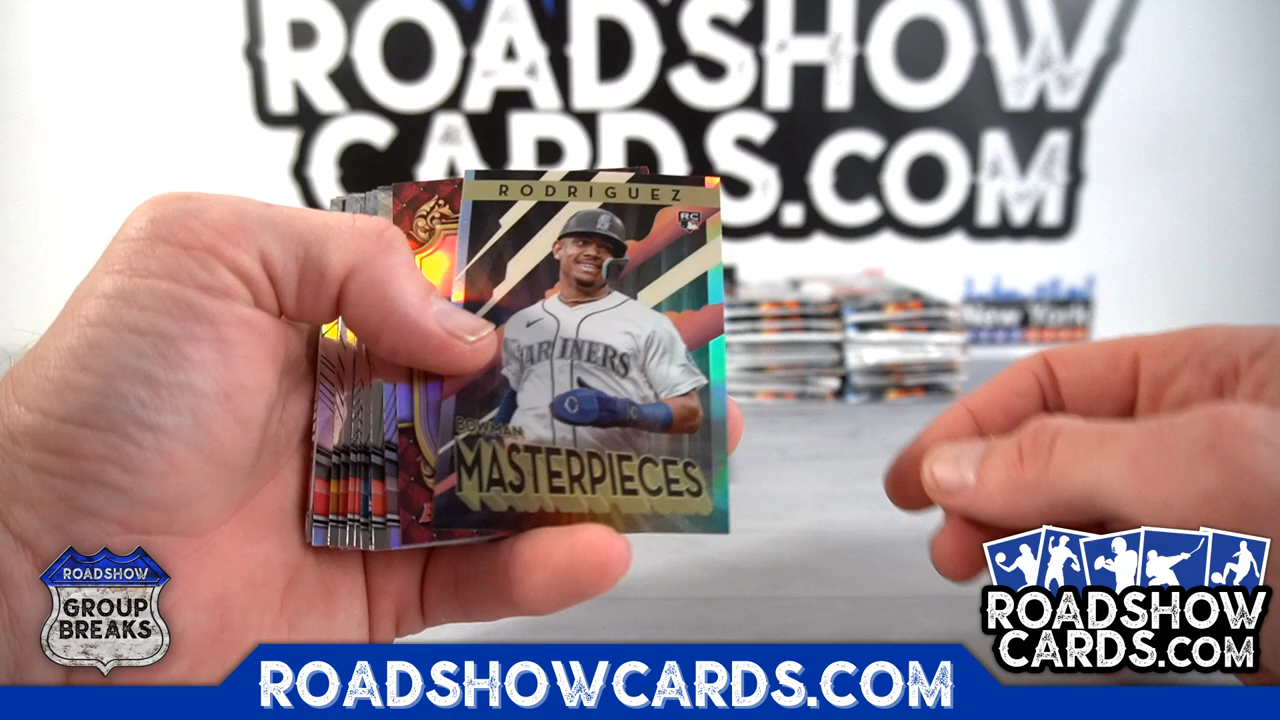 ROADSHOW
CARDS.COM
RODRIGUEZ
RC
S
MARINERS
BOWMAN
MASTERPIECES
New York
ROADSHOW
GROUP
BREAKS
ROADSHOW
CARDS.COM
ROADSHOWCARDS.COM